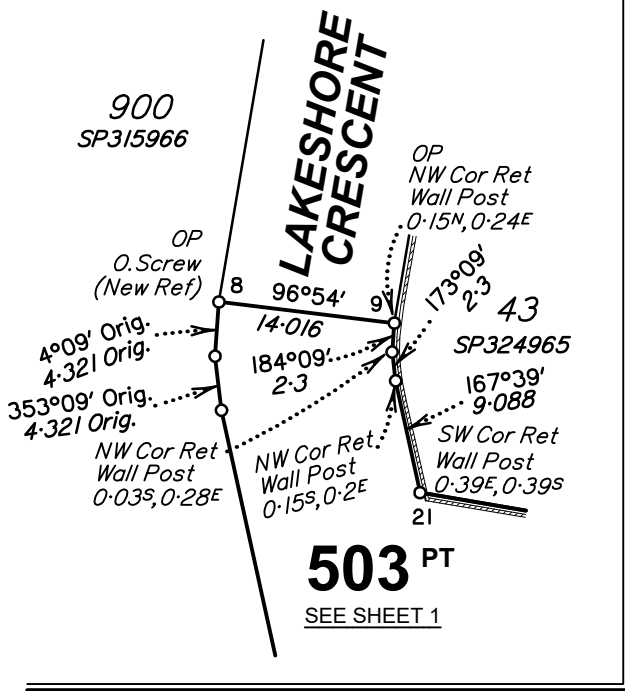 900
SP315966
LAKESHORE
CRESCENT
OP
NW Cor Ret
Wall Post
0·15N,0·24E
OP
O.Screw
(New Ref)
8
96°54'
14·016
9
173°09'
2·3
43
SP324965
4°09' Orig.
4·321 Orig.
353°09' Orig.
4·321 Orig.
184°09'
2·3
167°39'
9·088
NW Cor Ret
Wall Post
0·03S,0·28E
NW Cor Ret
Wall Post
0·15S,0·2E
SW Cor Ret
Wall Post
0·39E,0·39S
21
503 PT
SEE SHEET 1